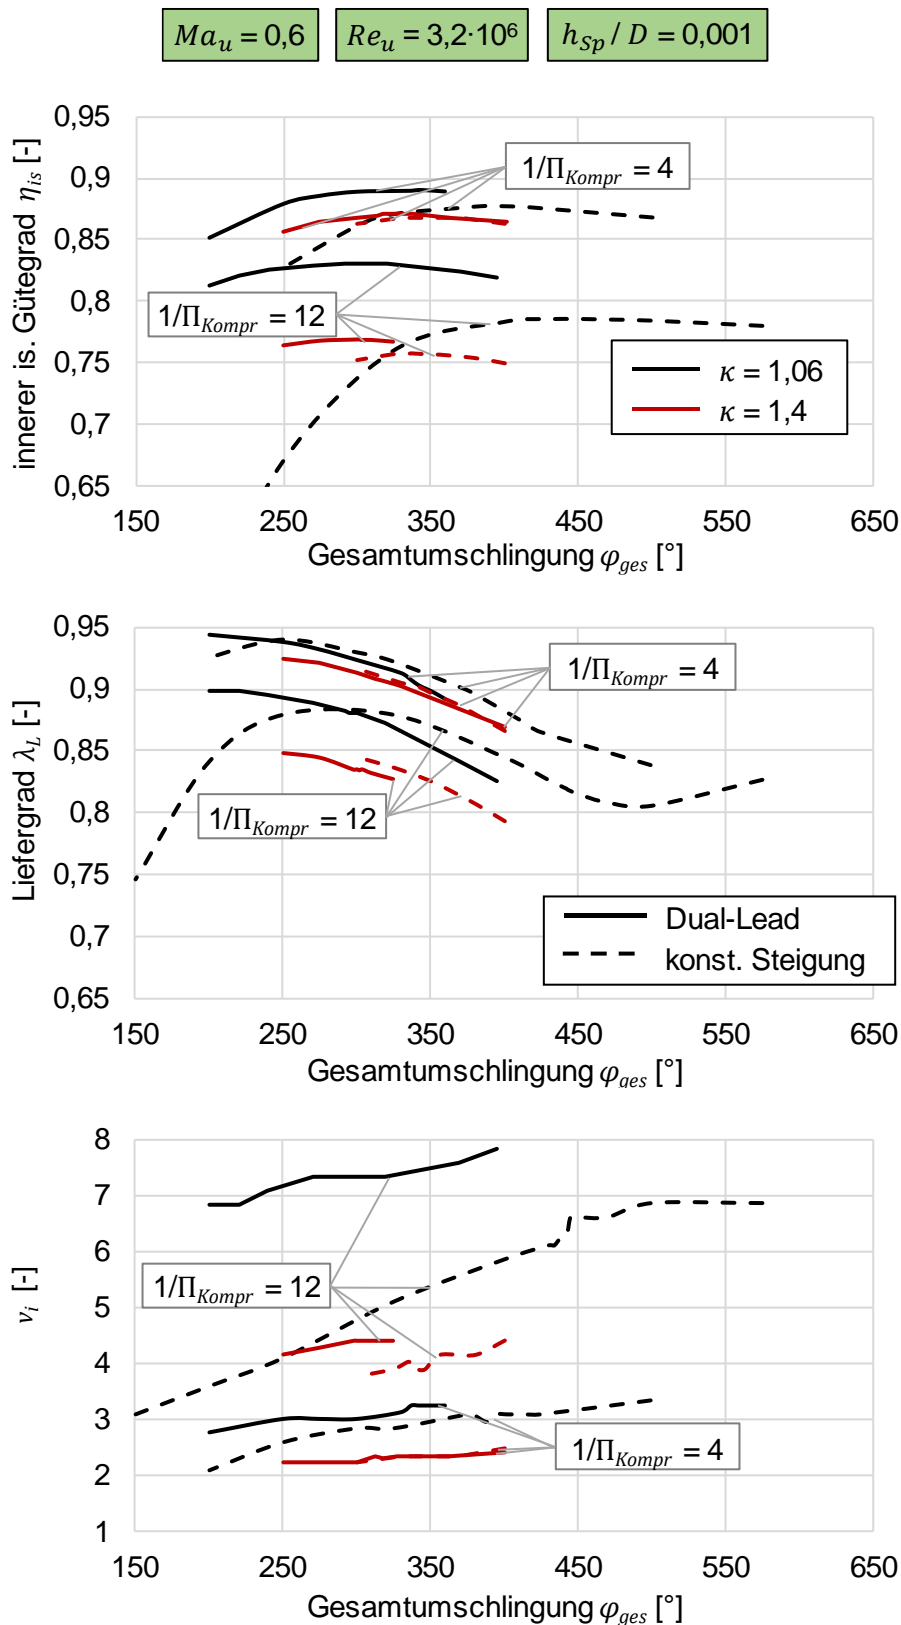 Ma_u = 0,6 Re_u = 3,2·10⁶ h_Sp / D = 0,001
innerer is. Gütegrad η_is [-]
0,95
0,9
0,85
0,8
0,75
0,7
0,65
1/Π_Kompr = 4
1/Π_Kompr = 12
κ = 1,06
κ = 1,4
150 250 350 450 550 650
Gesamtumschlingung φ_ges [°]
Liefergrad λ_L [-]
0,95
0,9
0,85
0,8
0,75
0,7
0,65
1/Π_Kompr = 4
1/Π_Kompr = 12
Dual-Lead
konst. Steigung
150 250 350 450 550 650
Gesamtumschlingung φ_ges [°]
v_i [-]
8
7
6
5
4
3
2
1
1/Π_Kompr = 12
1/Π_Kompr = 4
150 250 350 450 550 650
Gesamtumschlingung φ_ges [°]